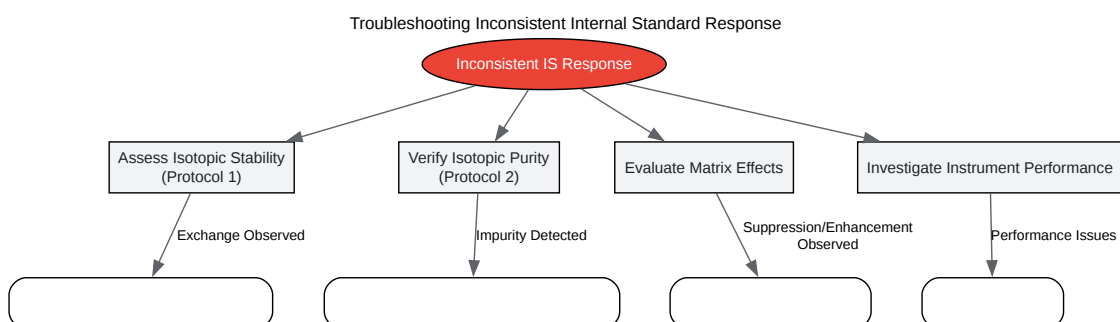 Troubleshooting Inconsistent Internal Standard Response
Inconsistent IS Response
Assess Isotopic Stability
(Protocol 1)
Verify Isotopic Purity
(Protocol 2)
Evaluate Matrix Effects
Investigate Instrument Performance
Exchange Observed
Impurity Detected
Suppression/Enhancement
Observed
Performance Issues